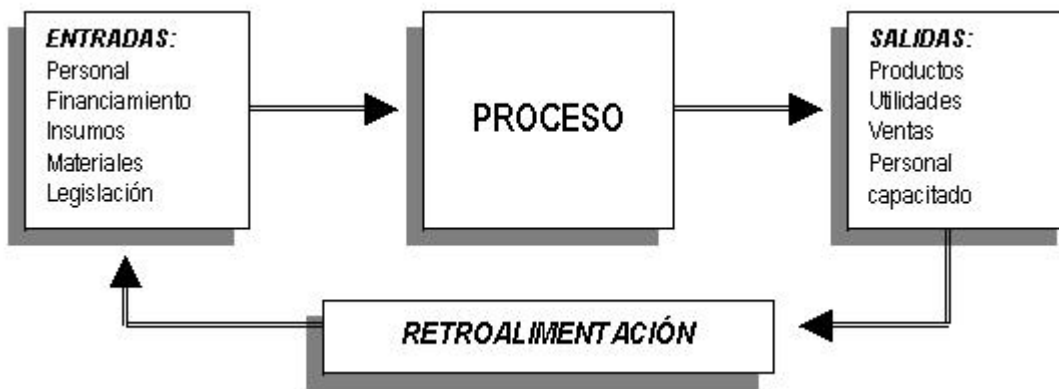 ENTRADAS:
Personal
Financiamiento
Insumos
Materiales
Legislación
PROCESO
SALIDAS:
Productos
Utilidades
Ventas
Personal
capacitado
RETROALIMENTACIÓN